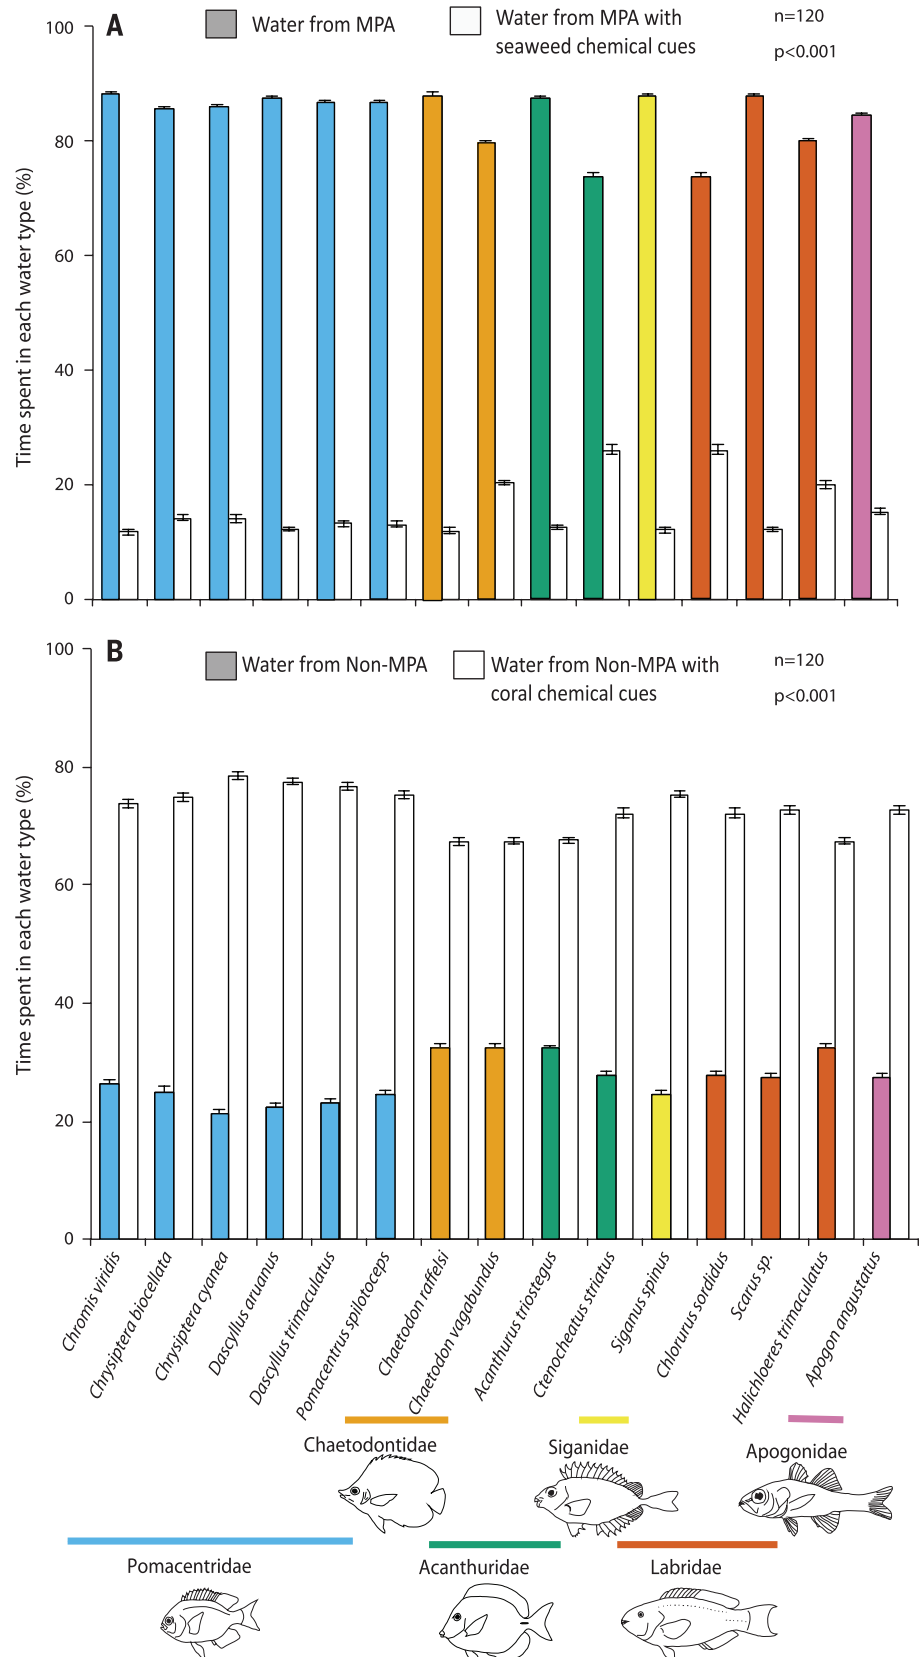 A
Water from MPA
Water from MPA with
seaweed chemical cues
n=120
p<0.001
Time spent in each water type (%)
100
80
60
40
20
0
B
Water from Non-MPA
Water from Non-MPA with
coral chemical cues
n=120
p<0.001
Time spent in each water type (%)
100
80
60
40
20
0
Chromis viridis
Chrysiptera biocellata
Chrysiptera cyanea
Dascyllus aruanus
Dascyllus trimaculatus
Pomacentrus spilotoceps
Chaetodon raffelsi
Chaetodon vagabundus
Acanthurus triostegus
Ctenocheatus striatus
Siganus spinus
Chlorurus sordidus
Scarus sp.
Halichloeres trimaculatus
Apogon angustatus
Chaetodontidae
Siganidae
Apogonidae
Pomacentridae
Acanthuridae
Labridae